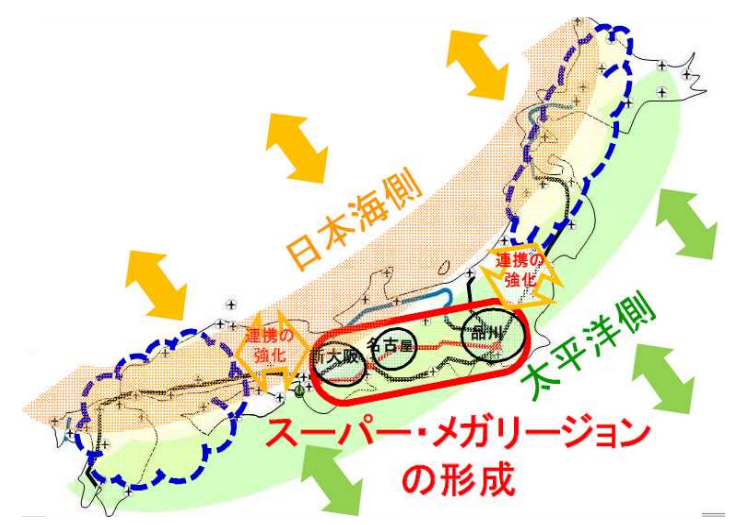 日本海側
連携の
強化
連携の
強化
新大阪
名古屋
品川
太平洋側
スーパー・メガリージョン
の形成